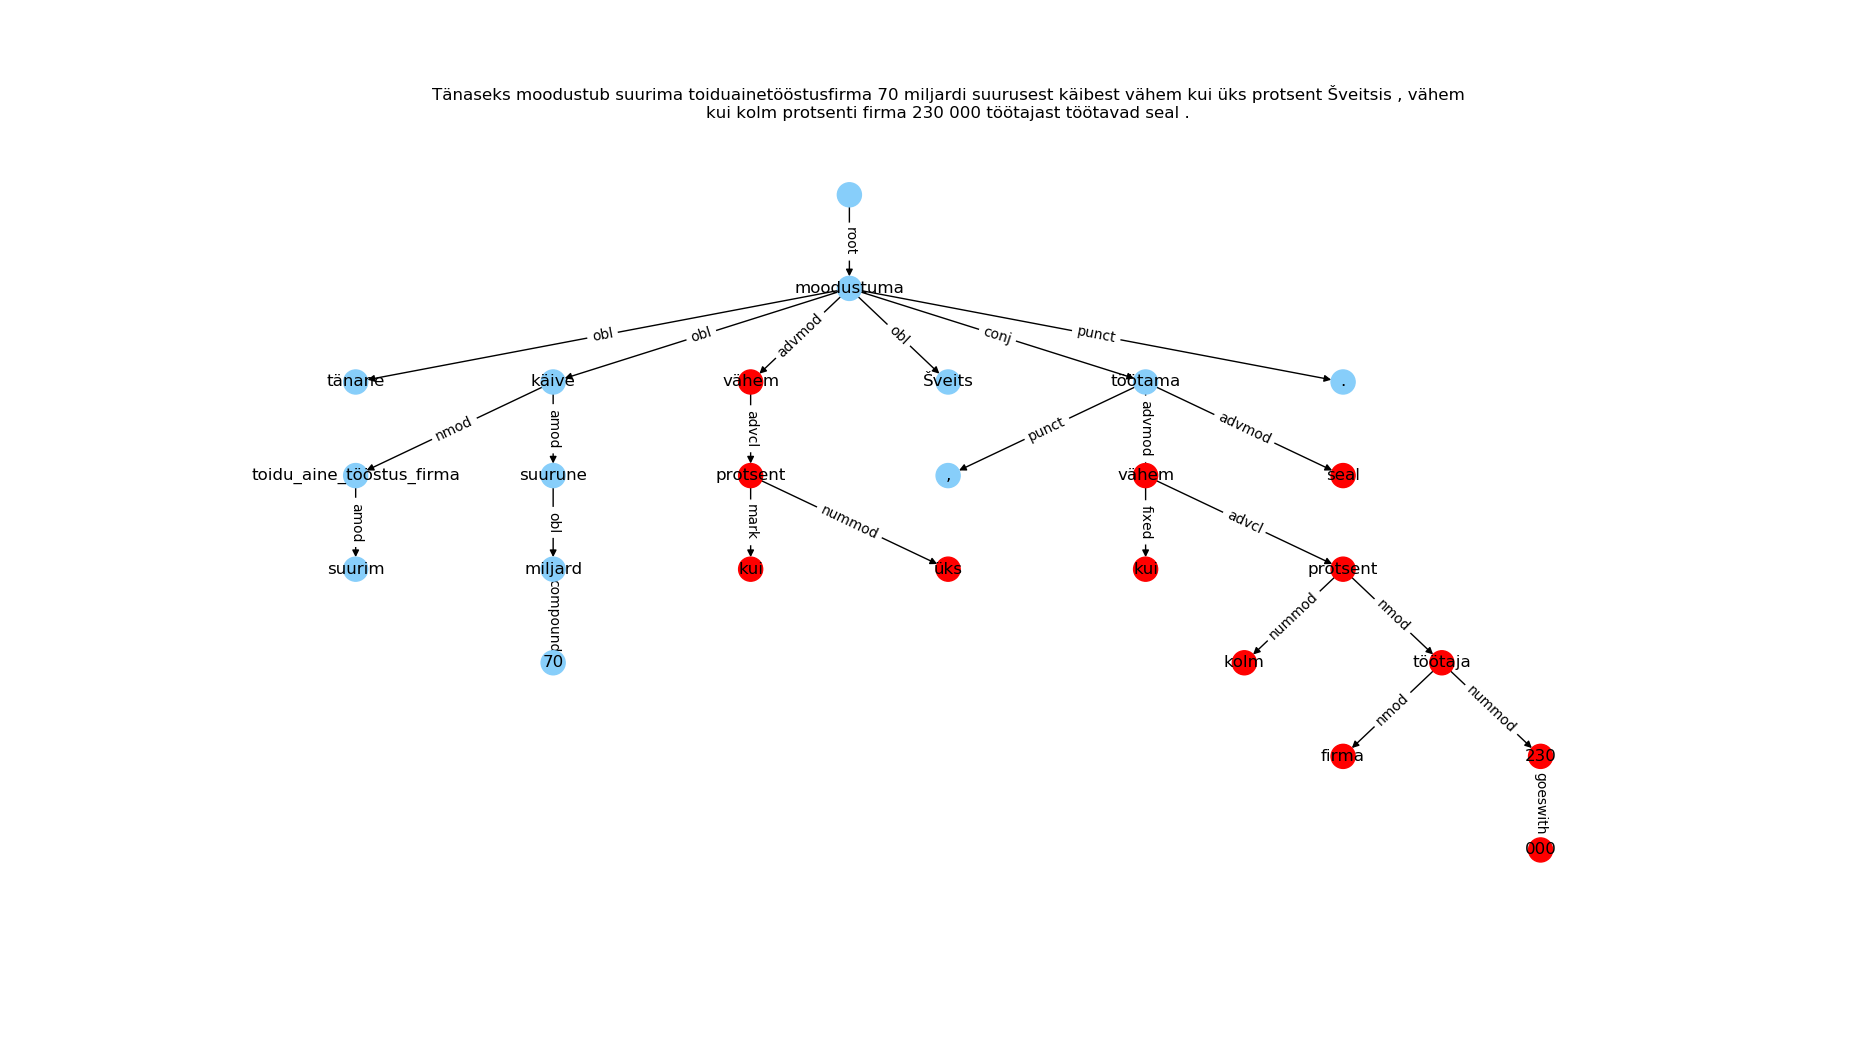 Tänaseks moodustub suurima toiduainetööstusfirma 70 miljardi suurusest käibest vähem kui üks protsent Šveitsis , vähem
kui kolm protsenti firma 230 000 töötajast töötavad seal .
root
moodustuma
obl
obl
advmod
obl
conj
punct
tänane
käive
vähem
Šveits
töötama
.
nmod
amod
advcl
punct
advmod
advmod
toidu_aine_tööstus_firma
suurune
protsent
,
vähem
seal
amod
obl
mark
nummod
fixed
advcl
suurim
miljard
kui
üks
kui
protsent
compound
nummod
nmod
70
kolm
töötaja
nmod
nummod
firma
230
goeswith
000